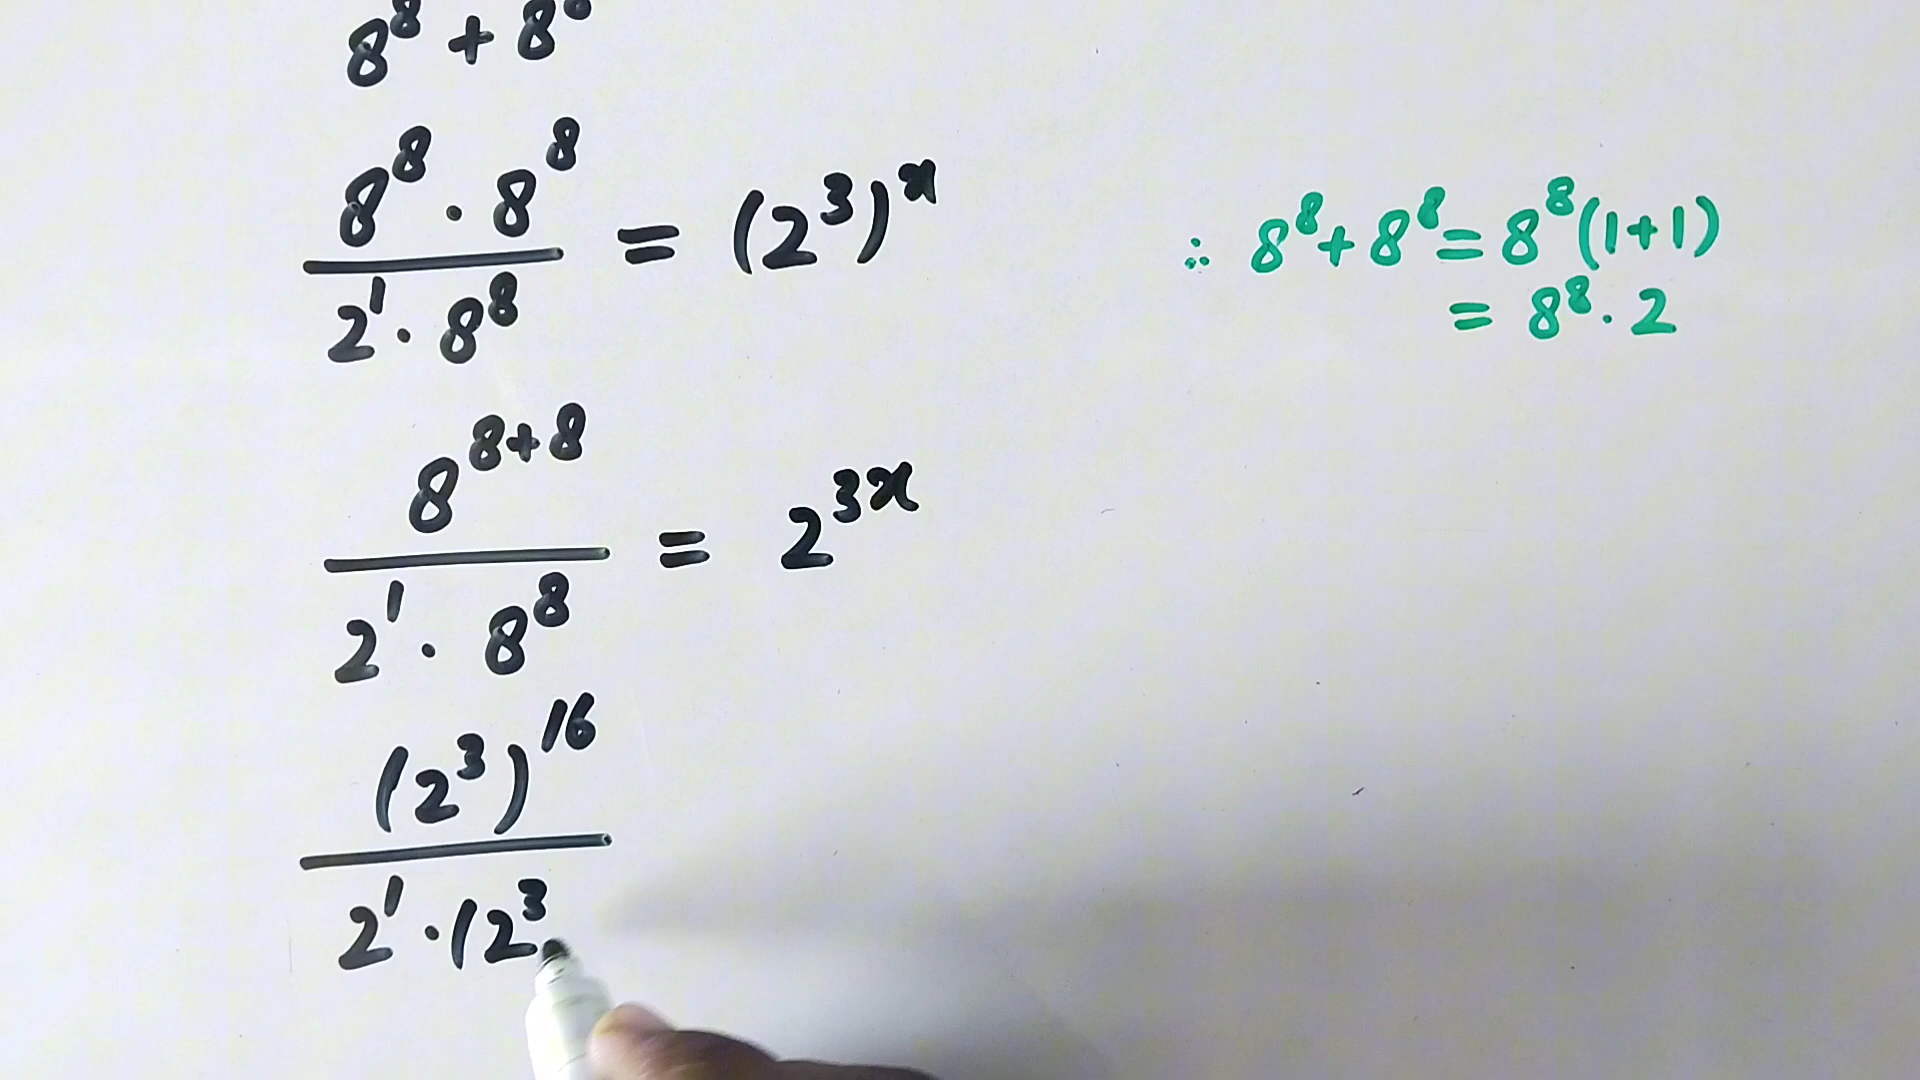 8⁸ + 8⁸
8⁸ · 8⁸
―――― = (2³)ˣ
2¹ · 8⁸
∴ 8⁸ + 8⁸ = 8⁸(1+1)
= 8⁸ · 2
8⁸⁺⁸
―――― = 2³ˣ
2¹ · 8⁸
(2³)¹⁶
――――
2¹ · (2³